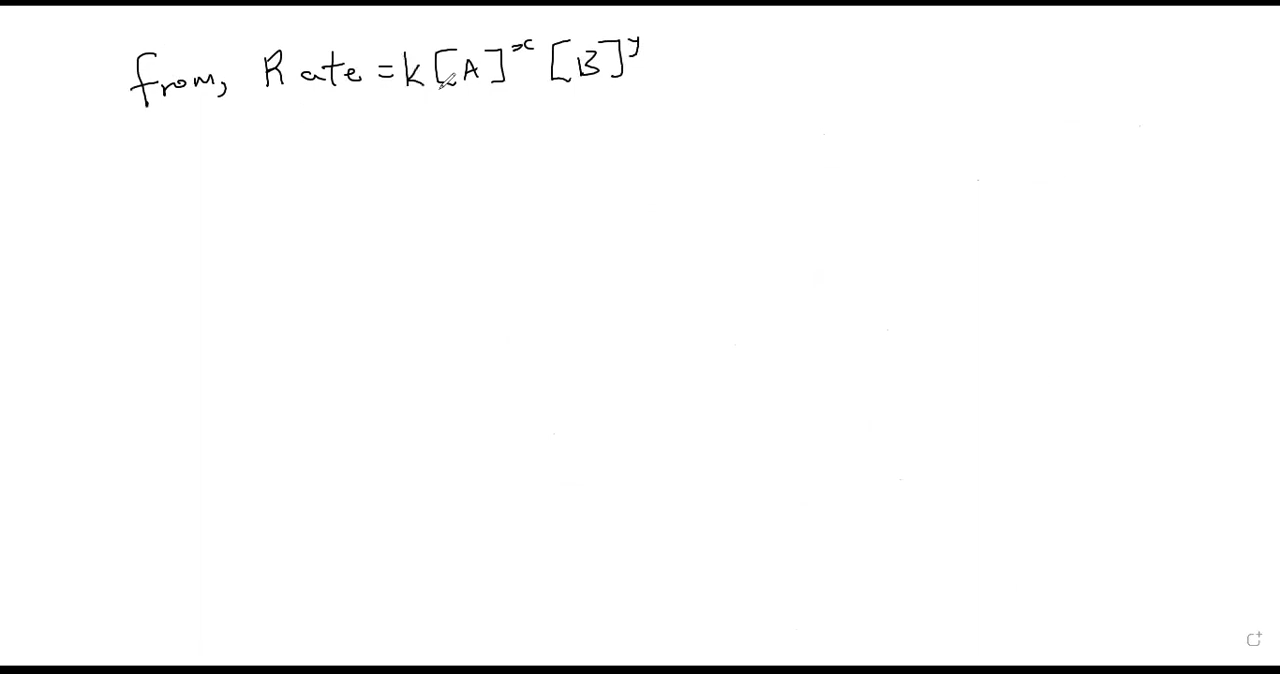 from, Rate = k[A]^x [B]^y